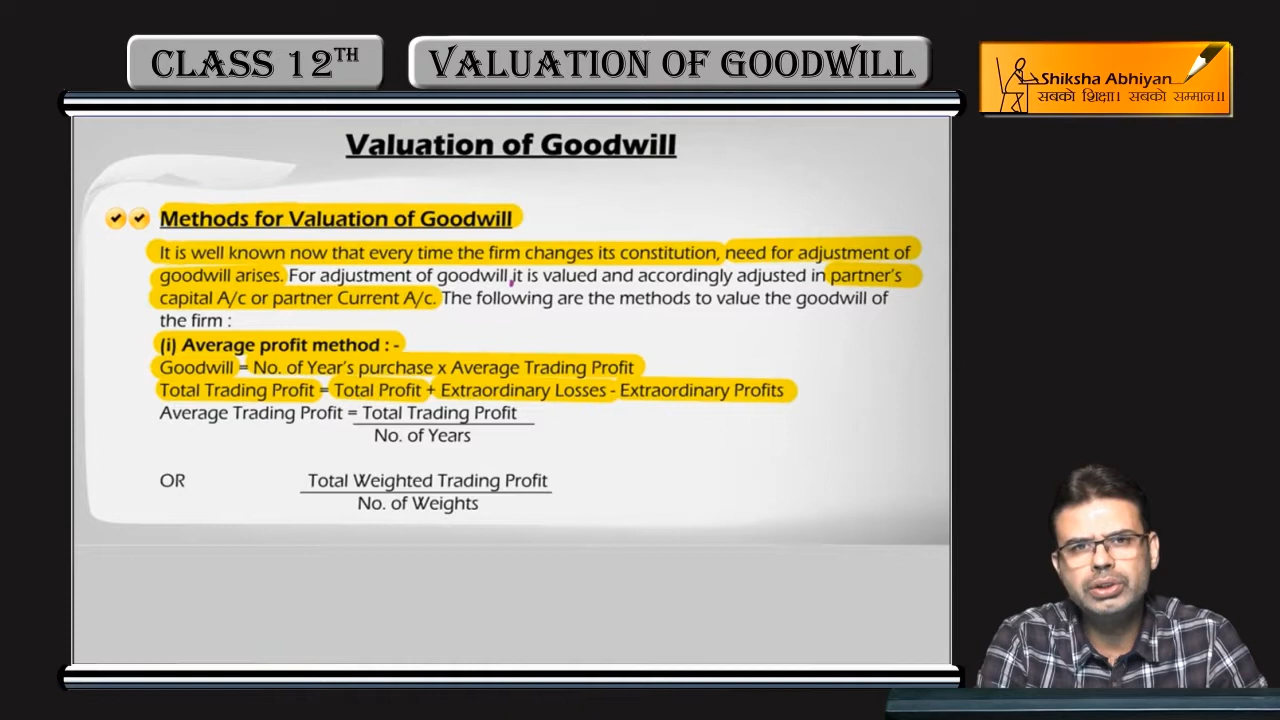 CLASS 12TH
VALUATION OF GOODWILL
Shiksha Abhiyan
सबको शिक्षा। सबको सम्मान।।
Valuation of Goodwill
Methods for Valuation of Goodwill
It is well known now that every time the firm changes its constitution, need for adjustment of
goodwill arises. For adjustment of goodwill,it is valued and accordingly adjusted in partner's
capital A/c or partner Current A/c. The following are the methods to value the goodwill of
the firm :
(i) Average profit method : -
Goodwill = No. of Year's purchase x Average Trading Profit
Total Trading Profit = Total Profit + Extraordinary Losses - Extraordinary Profits
Average Trading Profit = Total Trading Profit
No. of Years
OR Total Weighted Trading Profit
No. of Weights